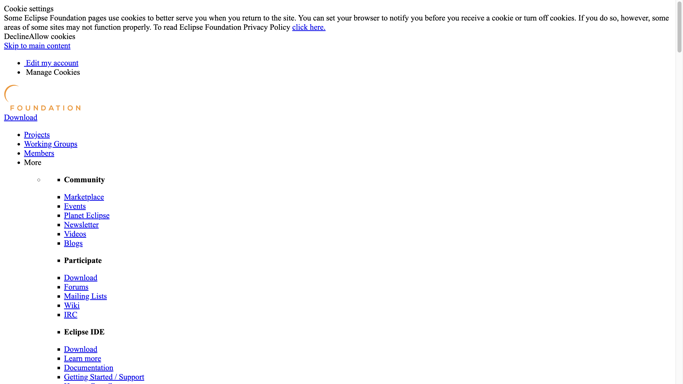 Cookie settings
Some Eclipse Foundation pages use cookies to better serve you when you return to the site. You can set your browser to notify you before you receive a cookie or turn off cookies. If you do so, however, some
areas of some sites may not function properly. To read Eclipse Foundation Privacy Policy click here.
DeclineAllow cookies
Skip to main content
Edit my account
Manage Cookies
FOUNDATION
Download
Projects
Working Groups
Members
More
Community
Marketplace
Events
Planet Eclipse
Newsletter
Videos
Blogs
Participate
Download
Forums
Mailing Lists
Wiki
IRC
Eclipse IDE
Download
Learn more
Documentation
Getting Started / Support